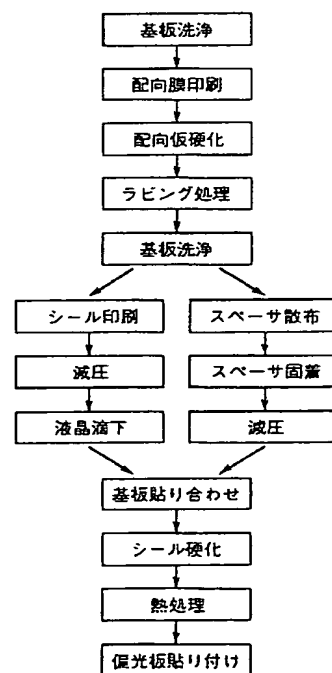 基板洗浄
配向膜印刷
配向仮硬化
ラビング処理
基板洗浄
シール印刷
減圧
液晶滴下
スペーサ散布
スペーサ固着
減圧
基板貼り合わせ
シール硬化
熱処理
偏光板貼り付け